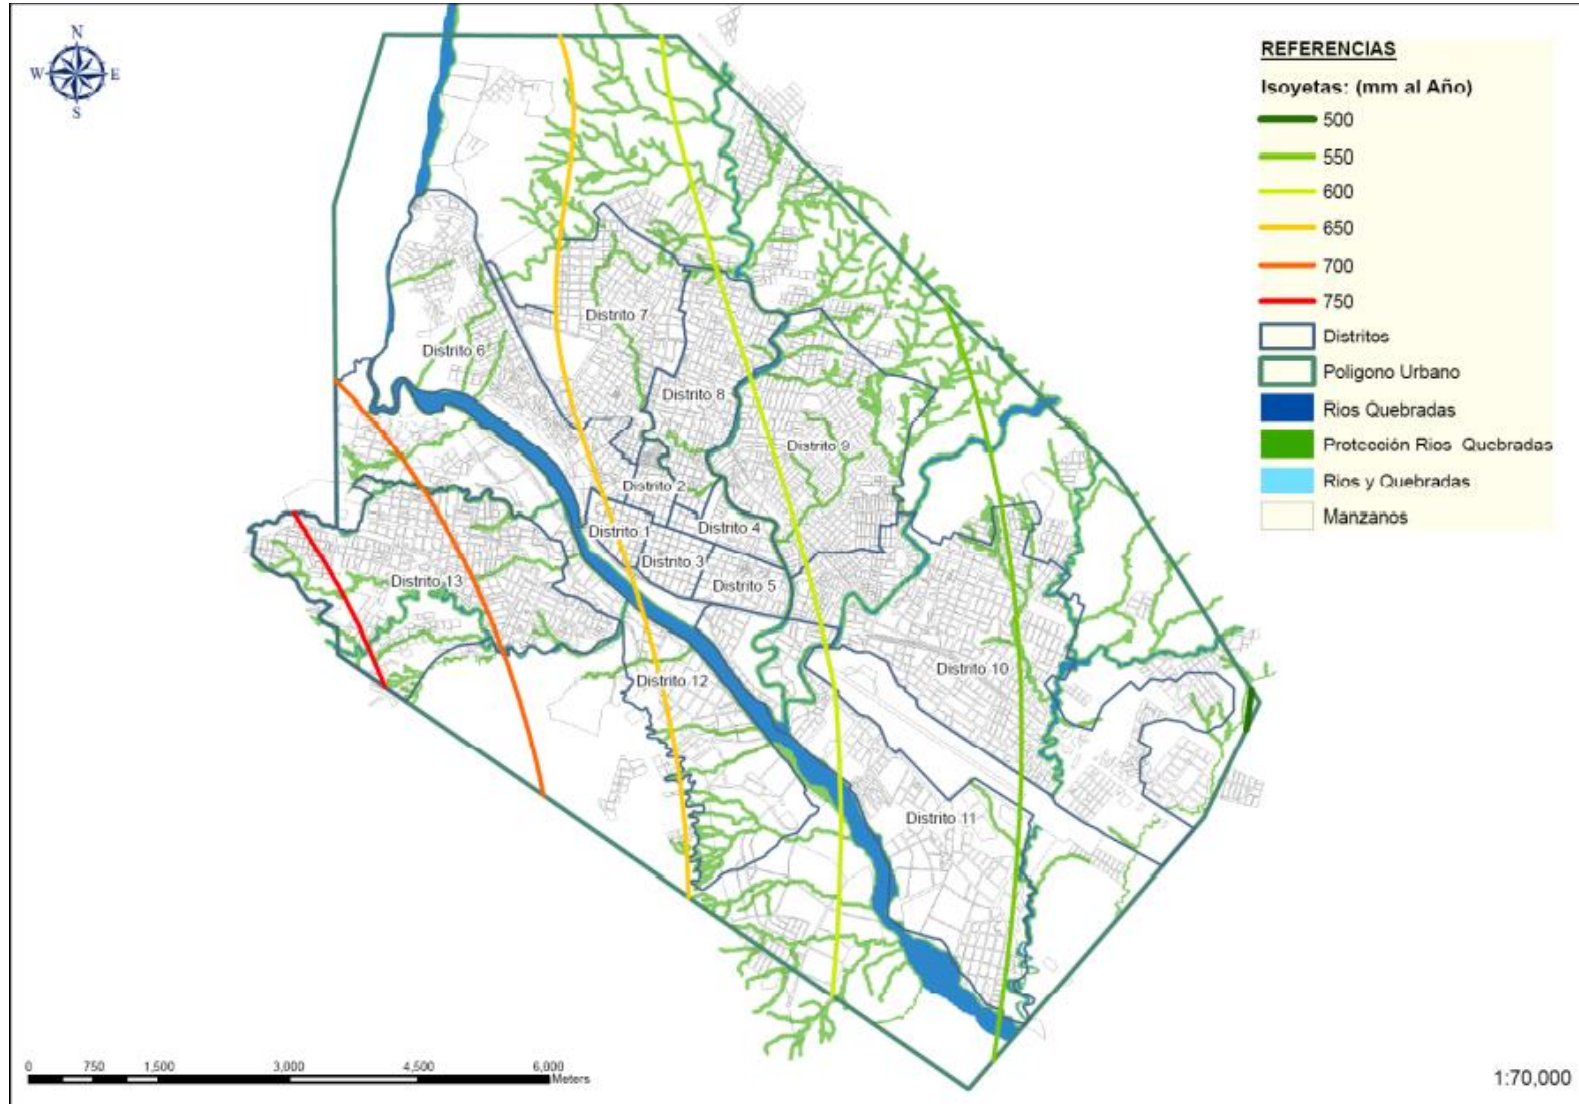 N
W
E
S
REFERENCIAS
Isoyetas: (mm al Año)
500
550
600
650
700
750
Distritos
Poligono Urbano
Rios Quebradas
Protección Rios Quebradas
Rios y Quebradas
Manzanos
Distrito 7
Distrito 6
Distrito 8
Distrito 9
Distrito 2
Distrito 4
Distrito 1
Distrito 3
Distrito 5
Distrito 13
Distrito 10
Distrito 12
Distrito 11
0 750 1,500 3,000 4,500 6,000
Meters
1:70,000